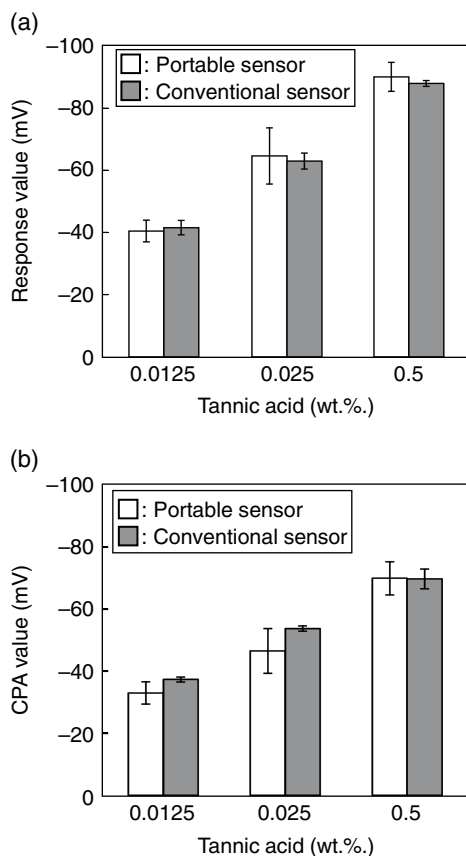 (a)
–100
–80
–60
–40
–20
0
Response value (mV)
: Portable sensor
: Conventional sensor
0.0125 0.025 0.5
Tannic acid (wt.%.)
(b)
–100
–80
–60
–40
–20
0
CPA value (mV)
: Portable sensor
: Conventional sensor
0.0125 0.025 0.5
Tannic acid (wt.%.)